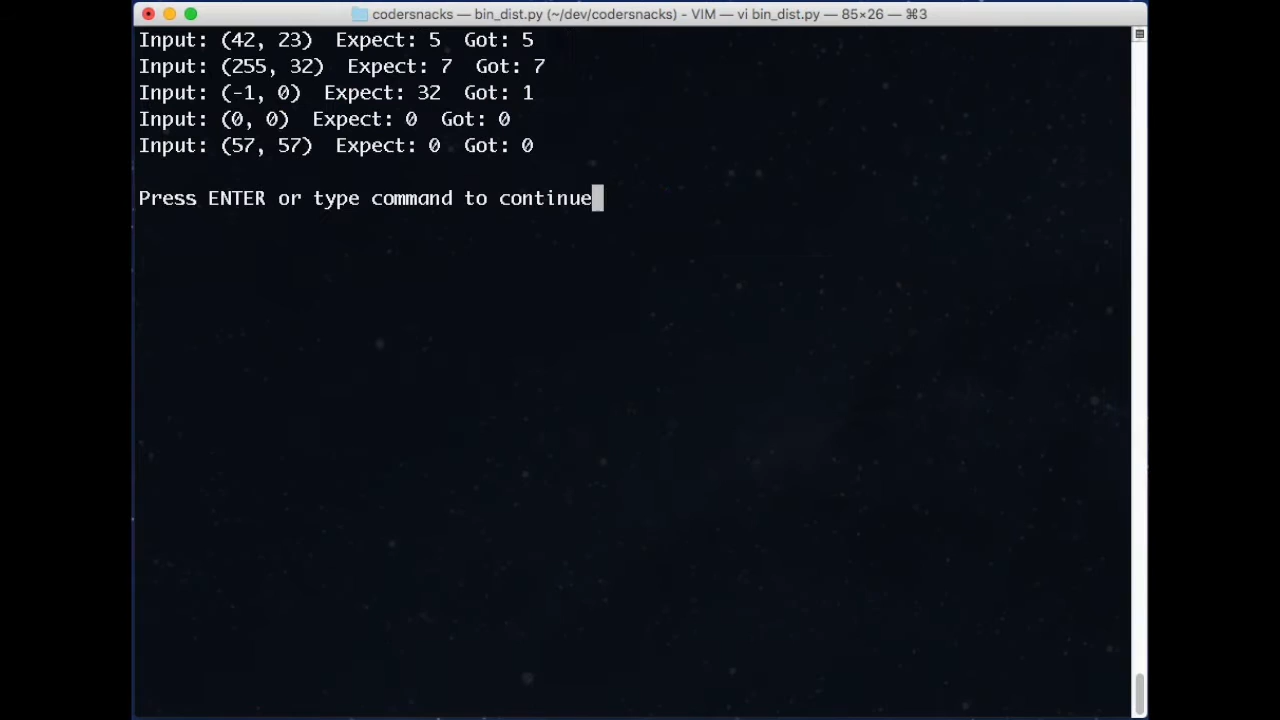 codersnacks — bin_dist.py (~/dev/codersnacks) - VIM — vi bin_dist.py — 85×26 — ⌘3
Input: (42, 23)  Expect: 5  Got: 5
Input: (255, 32)  Expect: 7  Got: 7
Input: (-1, 0)  Expect: 32  Got: 1
Input: (0, 0)  Expect: 0  Got: 0
Input: (57, 57)  Expect: 0  Got: 0
Press ENTER or type command to continue